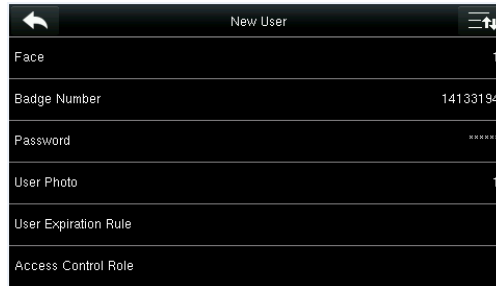 New User
Face 1
Badge Number 14133194
Password ******
User Photo 1
User Expiration Rule
Access Control Role